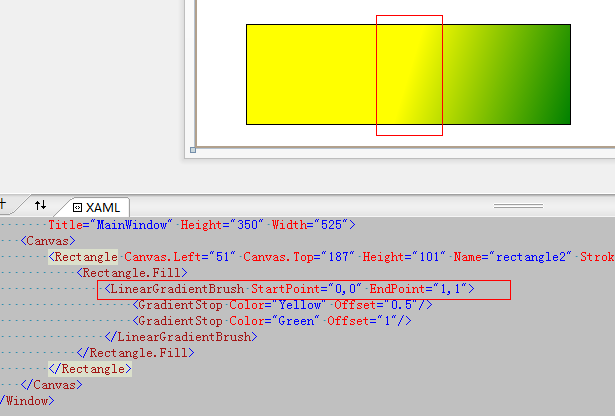 XAML
Title="MainWindow" Height="350" Width="525">
<Canvas>
<Rectangle Canvas.Left="51" Canvas.Top="187" Height="101" Name="rectangle2" Strok
<Rectangle.Fill>
<LinearGradientBrush StartPoint="0,0" EndPoint="1,1">
<GradientStop Color="Yellow" Offset="0.5"/>
<GradientStop Color="Green" Offset="1"/>
</LinearGradientBrush>
</Rectangle.Fill>
</Rectangle>
</Canvas>
/Window>